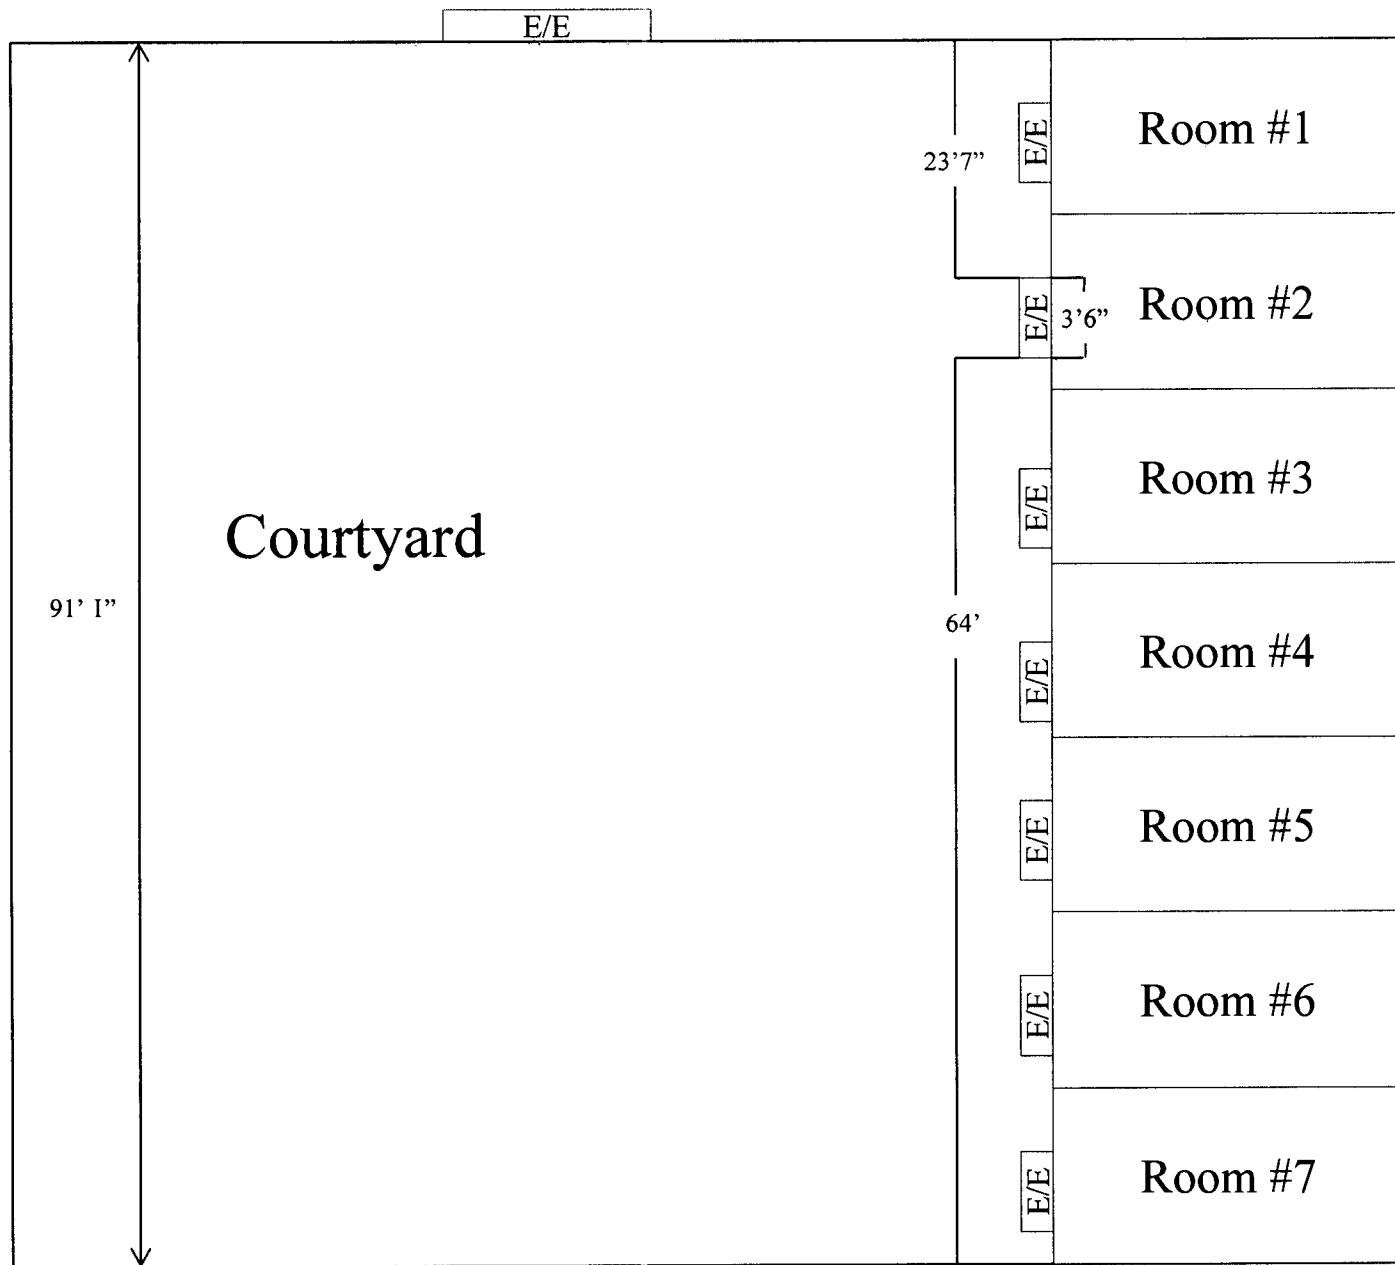 E/E
E/E
Room #1
23’7”
E/E
3’6”
Room #2
E/E
Room #3
Courtyard
91’ I”
64'
E/E
Room #4
E/E
Room #5
E/E
Room #6
E/E
Room #7